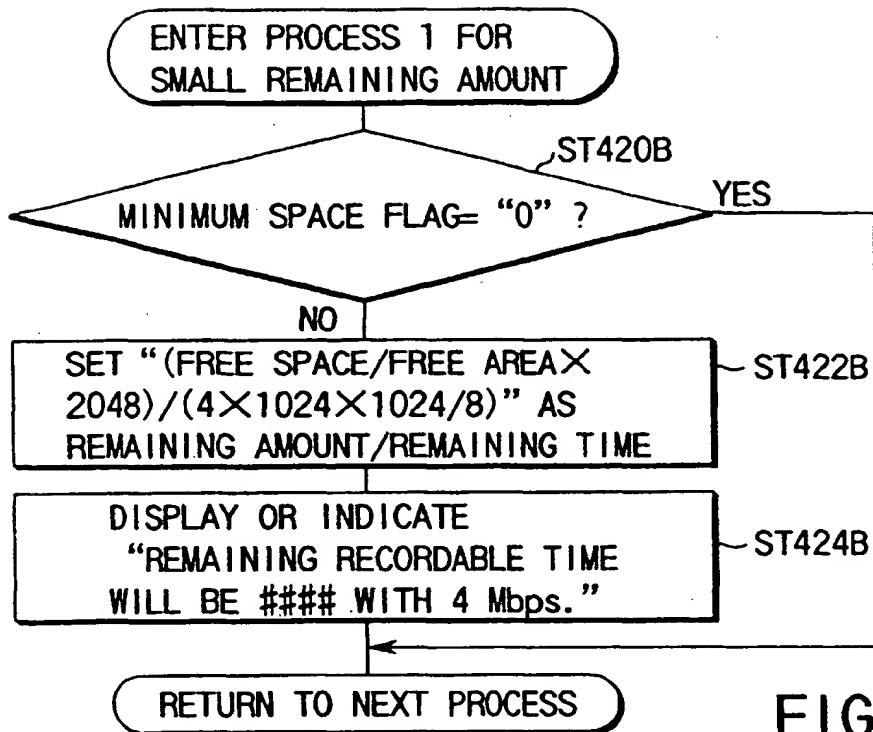 ENTER PROCESS 1 FOR
SMALL REMAINING AMOUNT
ST420B
MINIMUM SPACE FLAG= “0” ?
YES
NO
SET “(FREE SPACE/FREE AREA×
2048)/(4×1024×1024/8)” AS
REMAINING AMOUNT/REMAINING TIME
ST422B
DISPLAY OR INDICATE
“REMAINING RECORDABLE TIME
WILL BE #### WITH 4 Mbps.”
ST424B
RETURN TO NEXT PROCESS
FIG